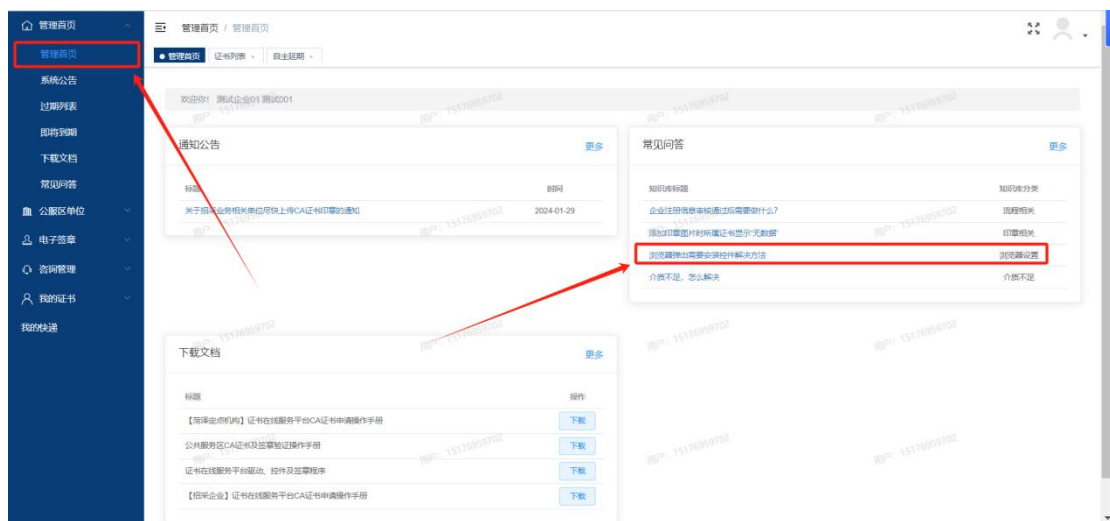 管理首页
管理首页
系统公告
过期列表
即将到期
下载文档
常见问答
公服区单位
电子签章
咨询管理
我的证书
我的快递
管理首页 / 管理首页
管理首页 证书列表 × 自主延期 ×
欢迎你！ 测试企业01 测试001
通知公告 更多
标题 时间
关于招采业务相关单位尽快上传CA证书印章的通知 2024-01-29
常见问答 更多
知识库标题 知识库分类
企业注册信息审核通过后需要做什么? 流程相关
添加印章图片时所属证书显示“无数据” 印章相关
浏览器弹出需要安装控件解决方法 浏览器设置
介质不足，怎么解决 介质不足
下载文档 更多
标题 操作
【菏泽定点机构】证书在线服务平台CA证书申请操作手册 下载
公共服务区CA证书及签章验证操作手册 下载
证书在线服务平台驱动、控件及签章程序 下载
【招采企业】证书在线服务平台CA证书申请操作手册 下载
用户: 15176959702